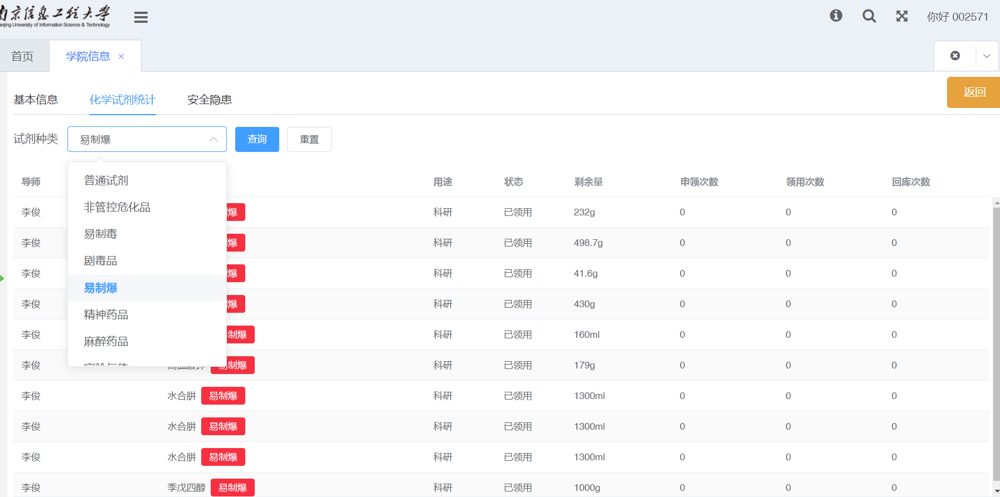 南京信息工程大学
anjing University of Information Science & Technology
你好 002571
首页 学院信息
返回
基本信息 化学试剂统计 安全隐患
试剂种类 易制爆 查询 重置
普通试剂
非管控危化品
易制毒
剧毒品
易制爆
精神药品
麻醉药品
导师 用途 状态 剩余量 申领次数 领用次数 回库次数
李俊 爆 科研 已领用 232g 0 0 0
李俊 爆 科研 已领用 498.7g 0 0 0
李俊 爆 科研 已领用 41.6g 0 0 0
李俊 爆 科研 已领用 430g 0 0 0
李俊 制爆 科研 已领用 160ml 0 0 0
李俊 易制爆 科研 已领用 179g 0 0 0
李俊 水合肼 易制爆 科研 已领用 1300ml 0 0 0
李俊 水合肼 易制爆 科研 已领用 1300ml 0 0 0
李俊 水合肼 易制爆 科研 已领用 1300ml 0 0 0
李俊 季戊四醇 易制爆 科研 已领用 1000g 0 0 0